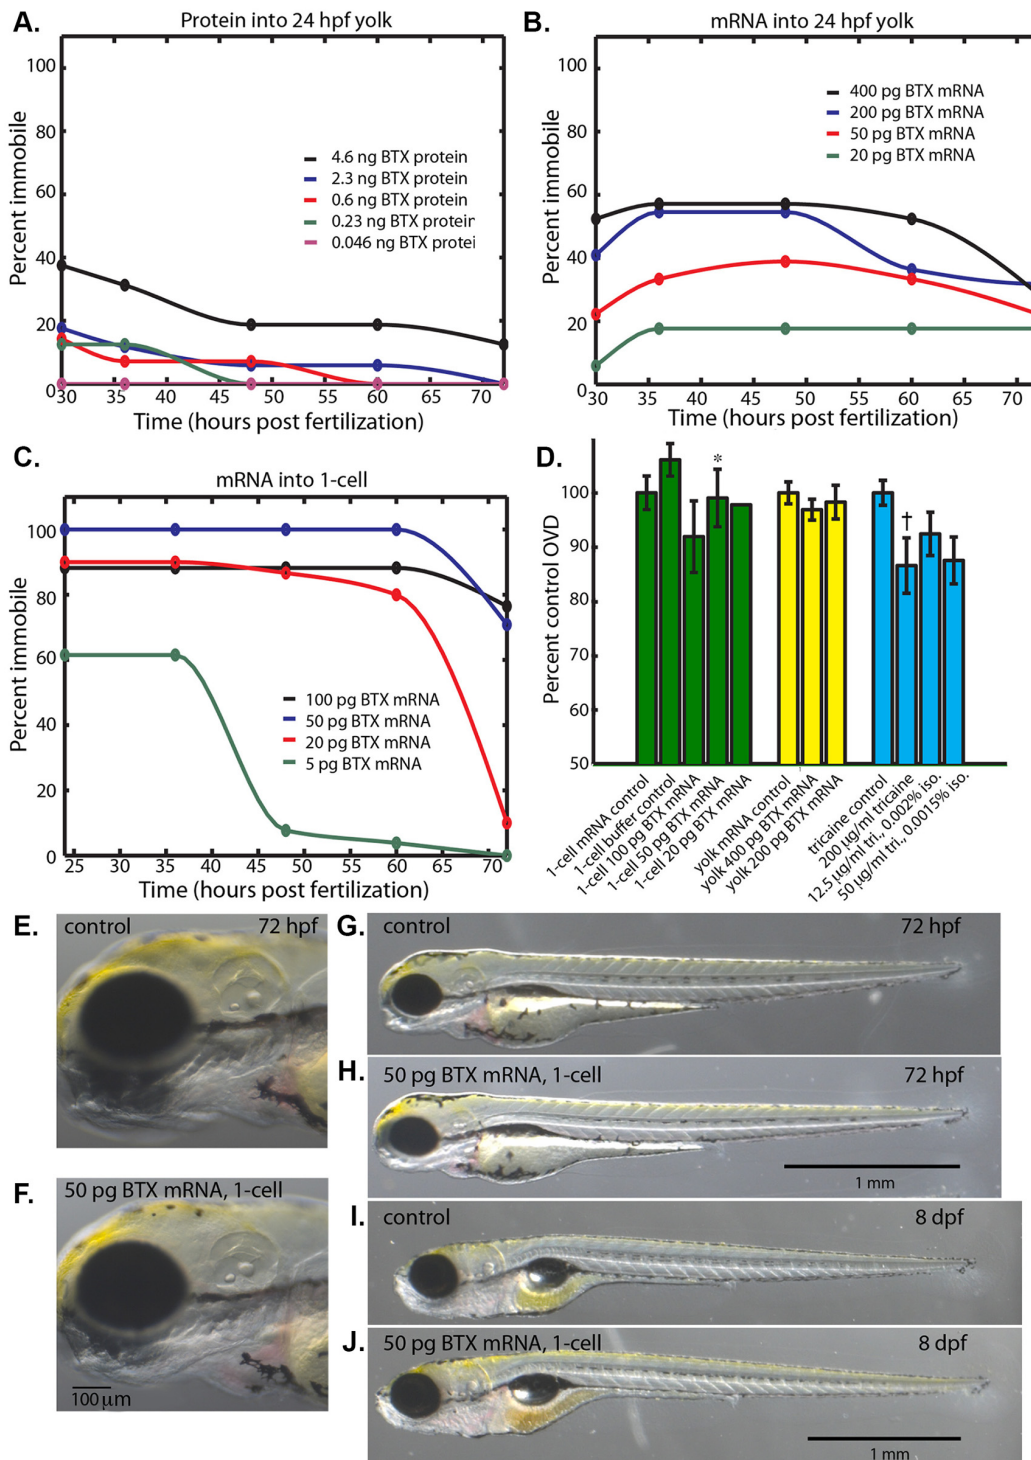 A.
Protein into 24 hpf yolk
Percent immobile
100
80
60
40
20
0
4.6 ng BTX protein
2.3 ng BTX protein
0.6 ng BTX protein
0.23 ng BTX protein
0.046 ng BTX protei
30 35 40 45 50 55 60 65 70
Time (hours post fertilization)
B.
mRNA into 24 hpf yolk
Percent immobile
100
80
60
40
20
0
400 pg BTX mRNA
200 pg BTX mRNA
50 pg BTX mRNA
20 pg BTX mRNA
30 35 40 45 50 55 60 65 70
Time (hours post fertilization)
C.
mRNA into 1-cell
Percent immobile
100
80
60
40
20
0
100 pg BTX mRNA
50 pg BTX mRNA
20 pg BTX mRNA
5 pg BTX mRNA
25 30 35 40 45 50 55 60 65 70
Time (hours post fertilization)
D.
Percent control OVD
100
90
80
70
60
50
*
†
1-cell mRNA control
1-cell buffer control
1-cell 100 pg BTX mRNA
1-cell 50 pg BTX mRNA
1-cell 20 pg BTX mRNA
yolk mRNA control
yolk 400 pg BTX mRNA
yolk 200 pg BTX mRNA
tricaine control
200 μg/ml tricaine
12.5 μg/ml tri, 0.002% iso.
50 μg/ml tri, 0.0015% iso.
E.
control 72 hpf
F.
50 pg BTX mRNA, 1-cell
100μm
G.
control 72 hpf
H.
50 pg BTX mRNA, 1-cell 72 hpf
1 mm
I.
control 8 dpf
J.
50 pg BTX mRNA, 1-cell 8 dpf
1 mm